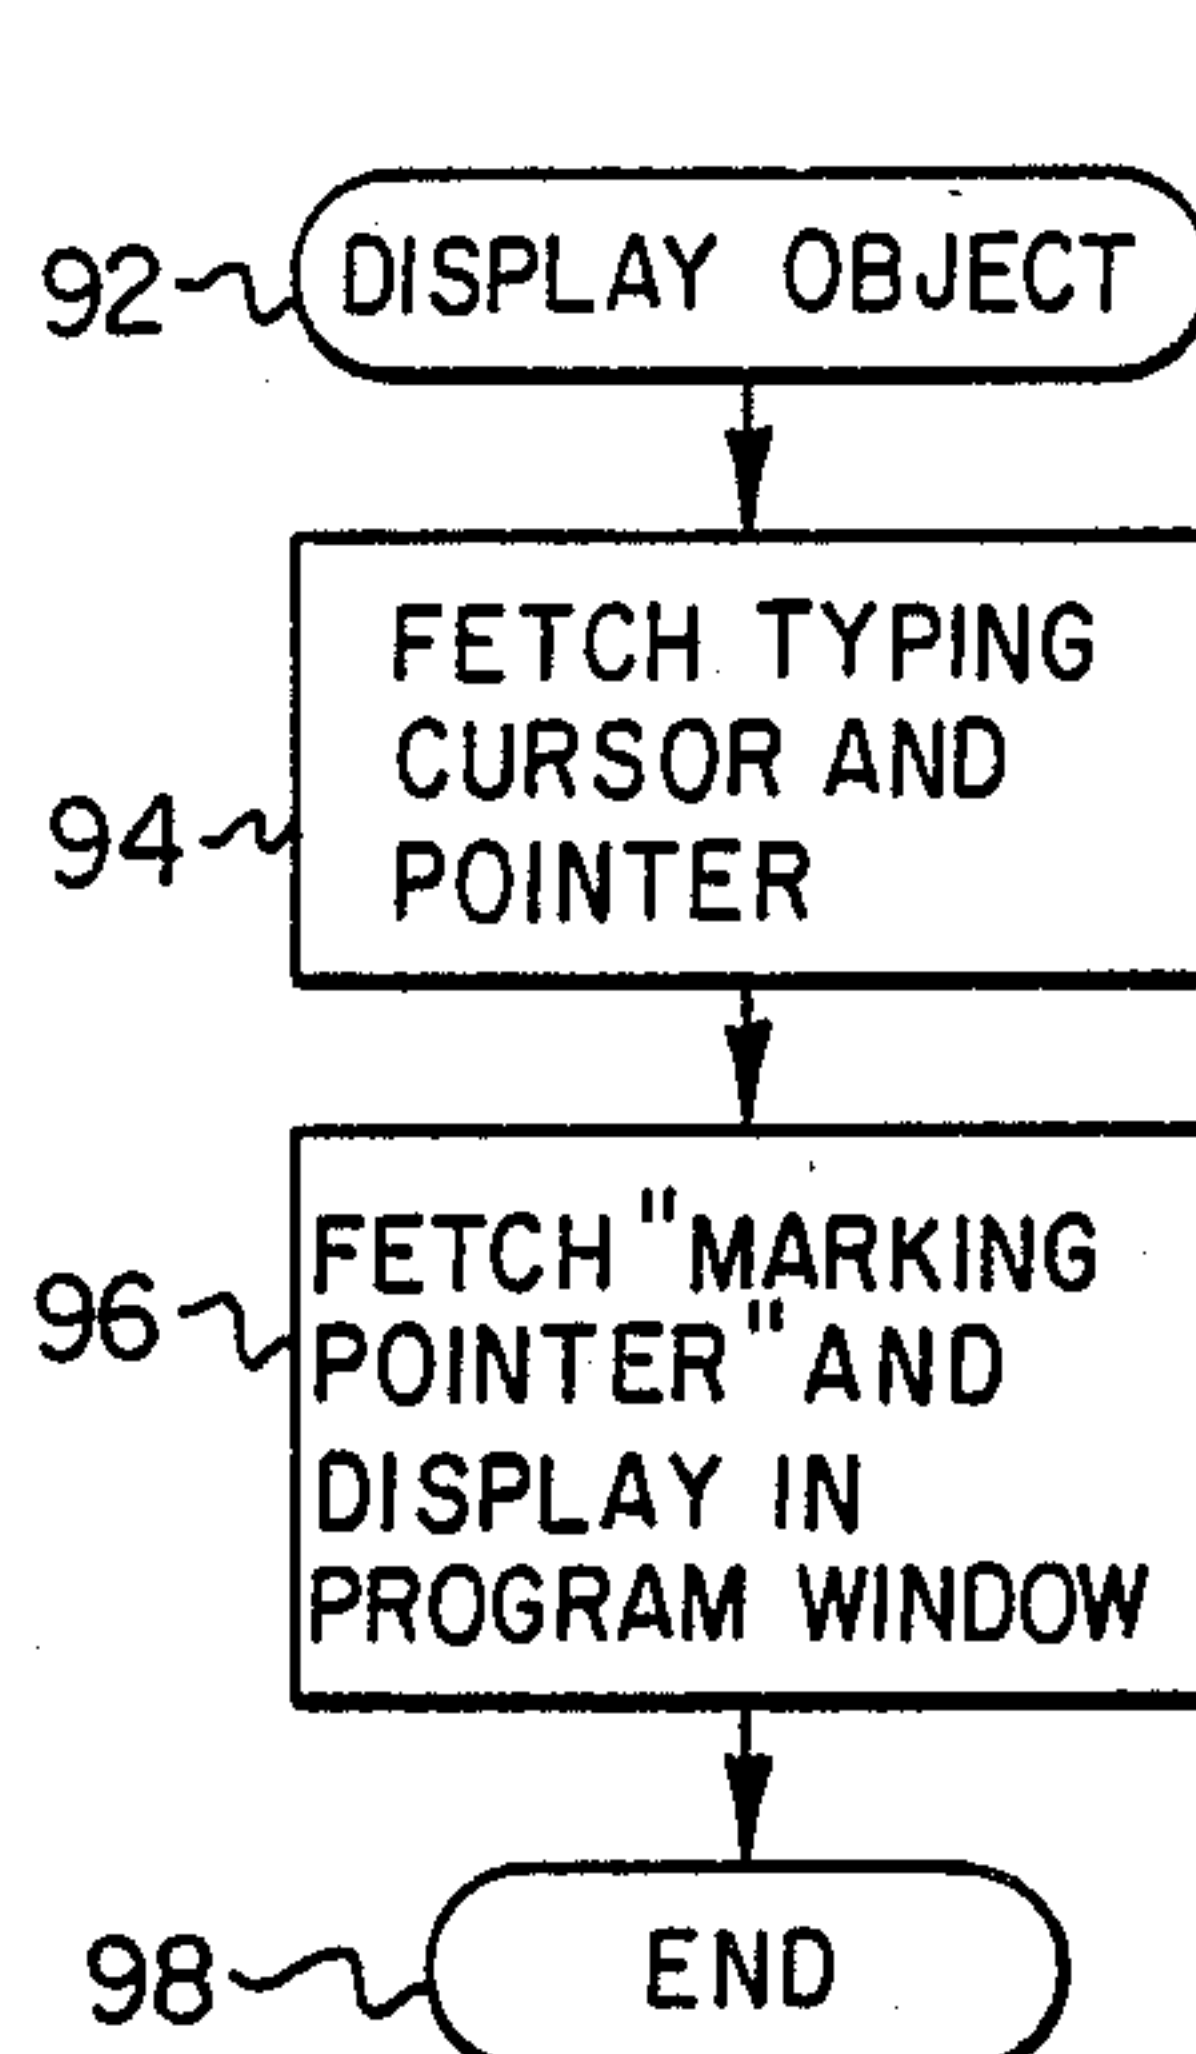 92 DISPLAY OBJECT
FETCH TYPING
CURSOR AND
94 POINTER
FETCH "MARKING
96 POINTER" AND
DISPLAY IN
PROGRAM WINDOW
98 END